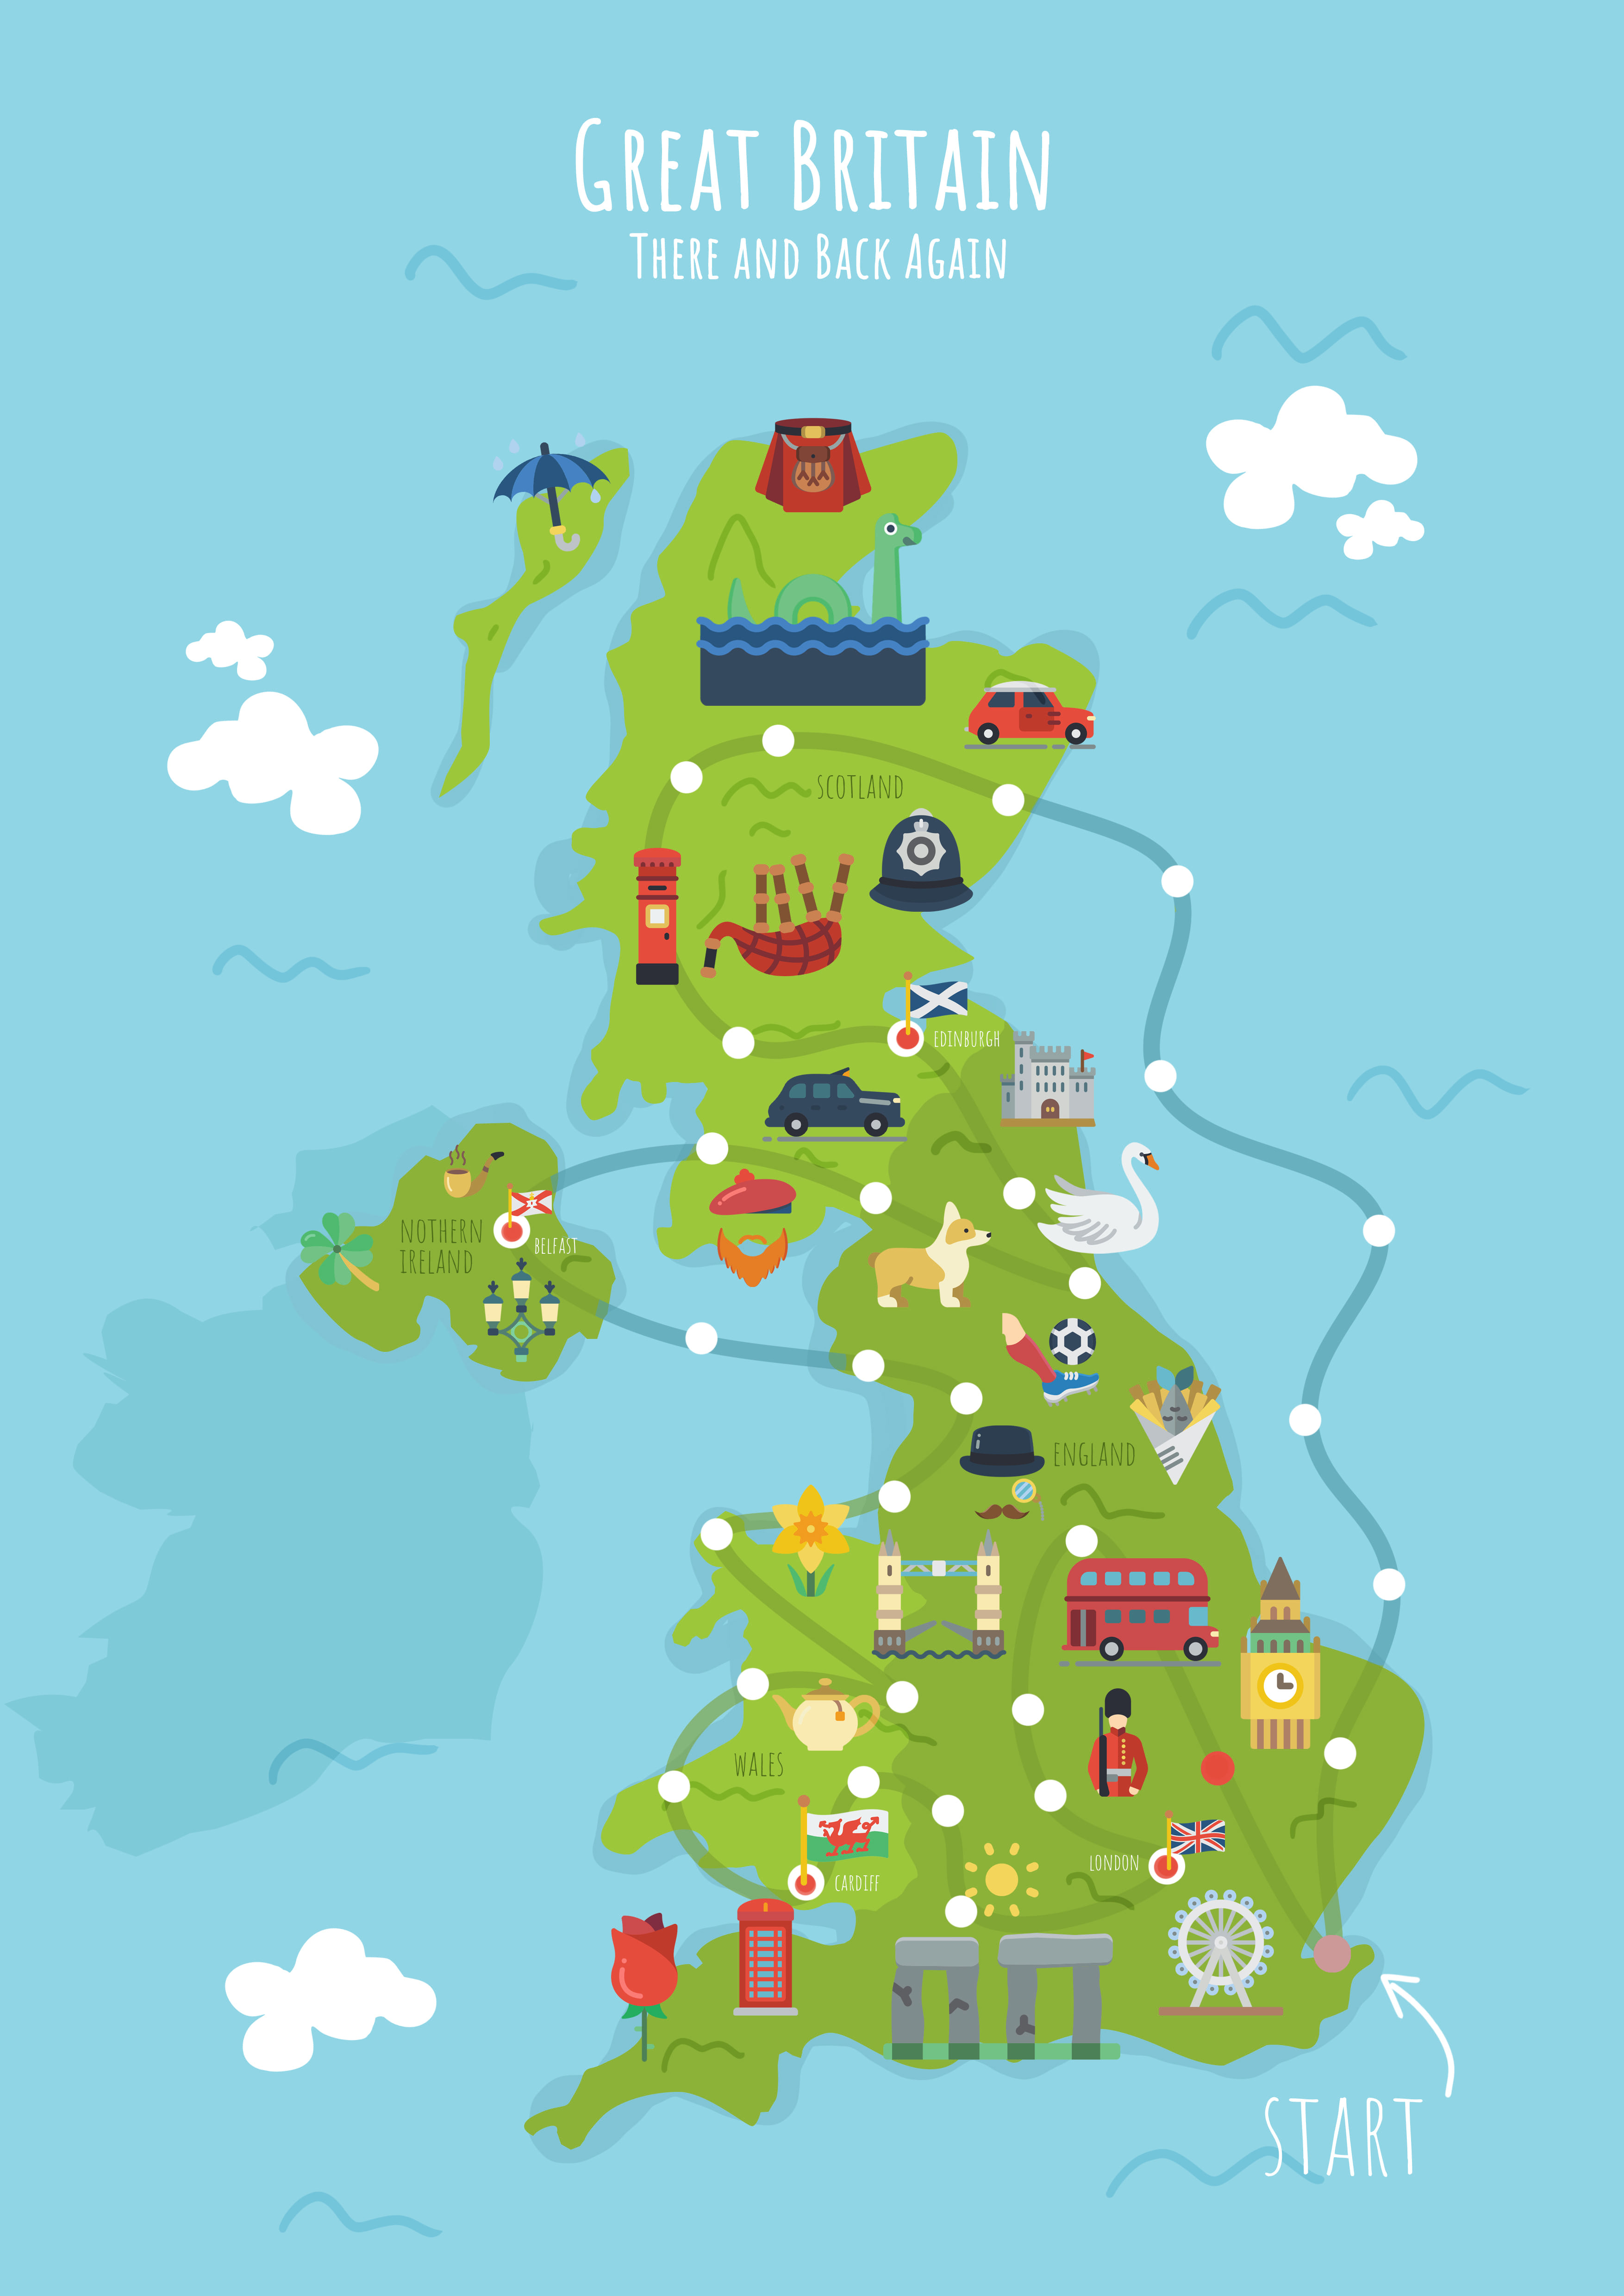 GREAT BRITAIN
THERE AND BACK AGAIN
SCOTLAND
EDINBURGH
NOTHERN
IRELAND
BELFAST
ENGLAND
WALES
CARDIFF
LONDON
START